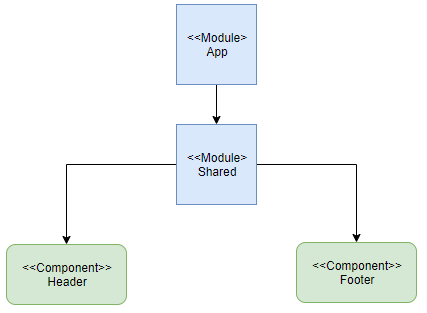 <<Module>
App
<<Module>
Shared
<<Component>>
Header
<<Component>>
Footer